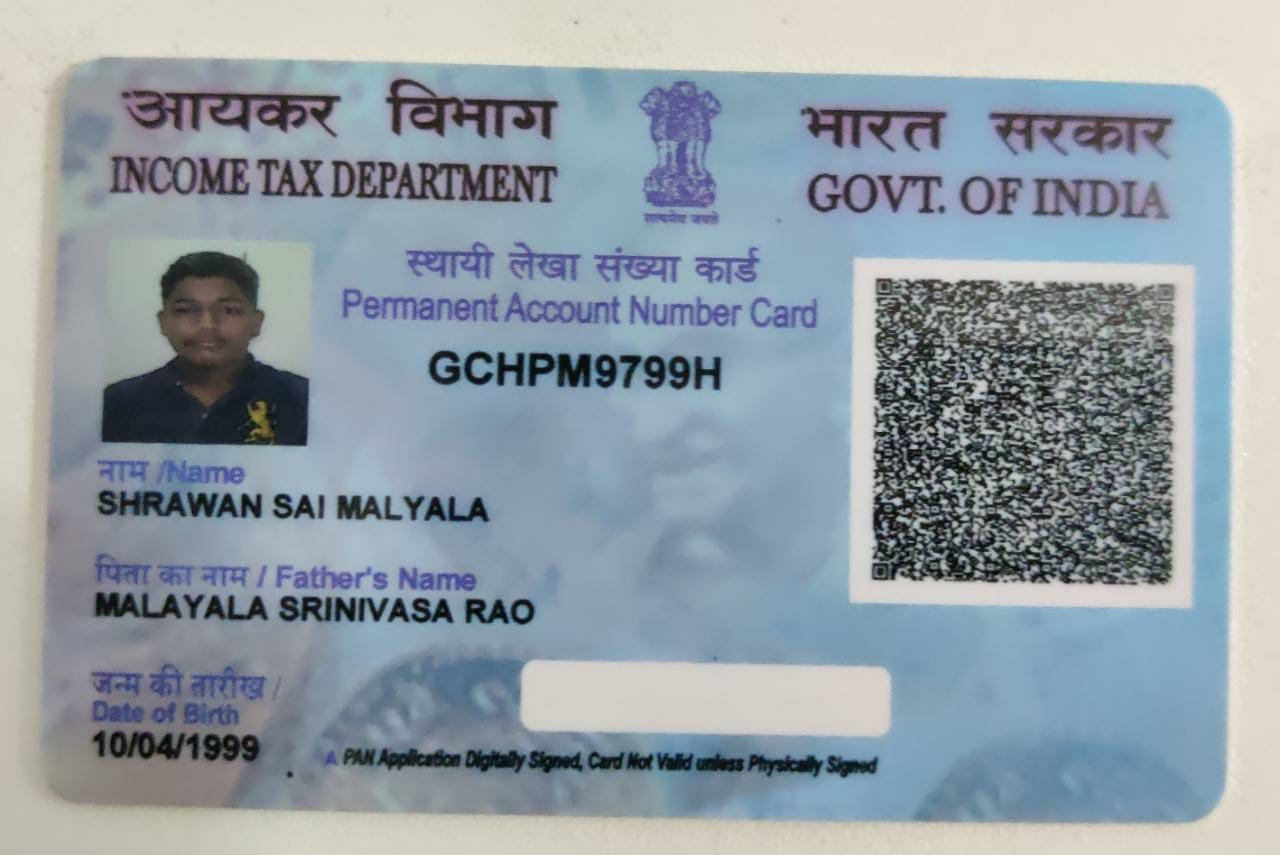 आयकर विभाग
INCOME TAX DEPARTMENT
सत्यमेव जयते
भारत सरकार
GOVT. OF INDIA
स्थायी लेखा संख्या कार्ड
Permanent Account Number Card
GCHPM9799H
नाम /Name
SHRAWAN SAI MALYALA
पिता का नाम / Father's Name
MALAYALA SRINIVASA RAO
जन्म की तारीख /
Date of Birth
10/04/1999
PAN Application Digitally Signed, Card Not Valid unless Physically Signed